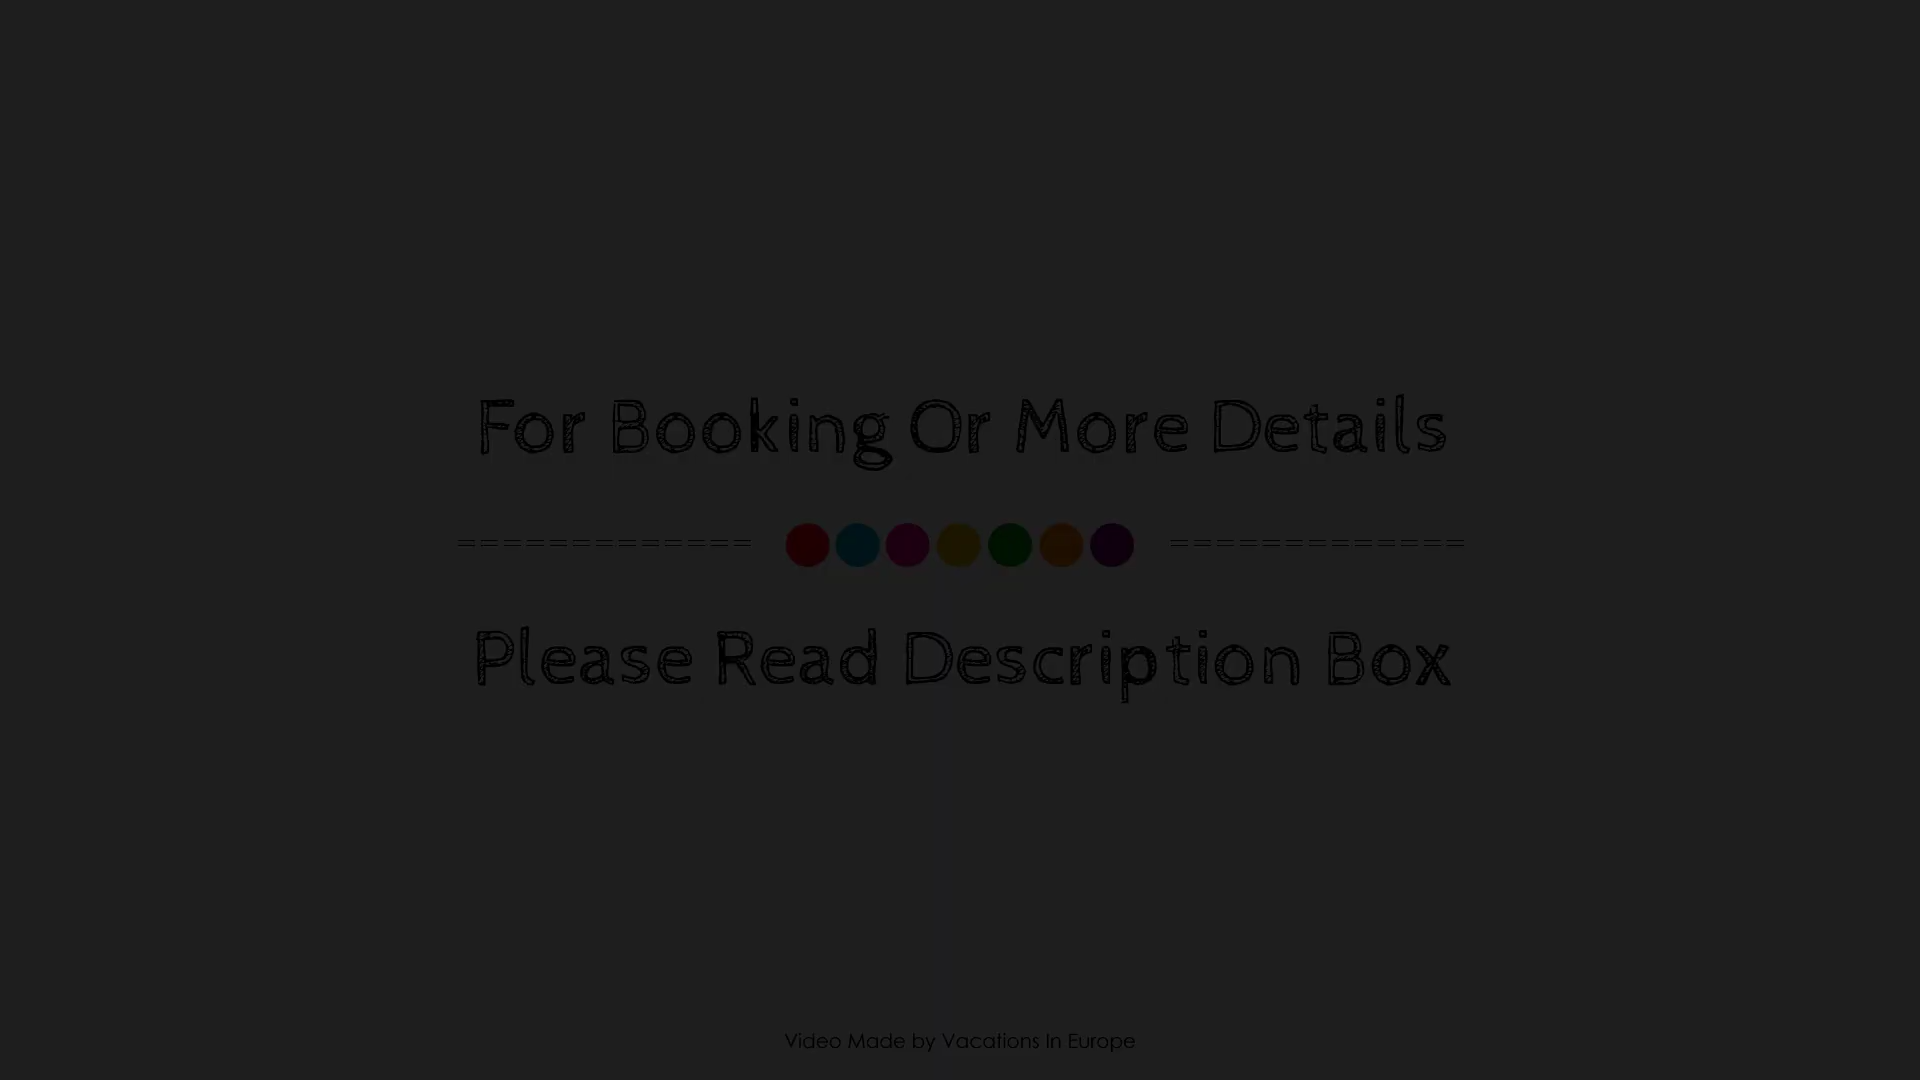 For Booking Or More Details
============= =============
Please Read Description Box
Video Made by Vacations In Europe